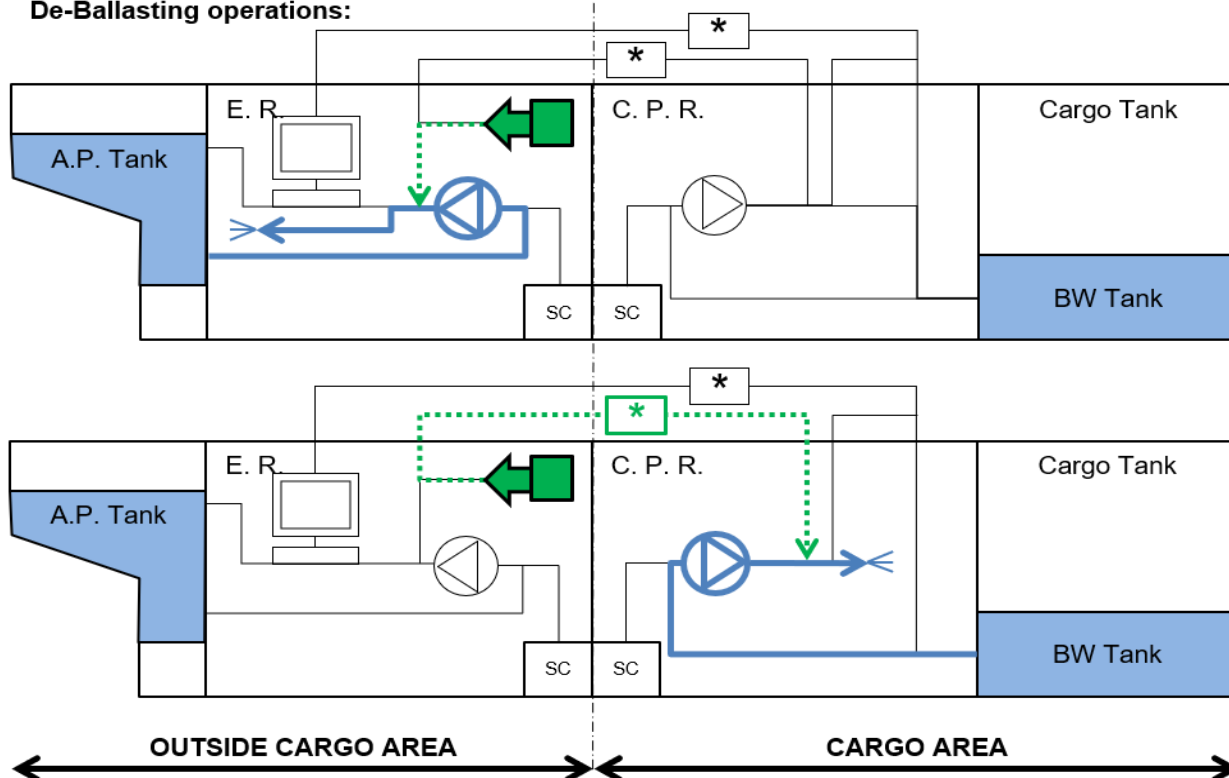 De-Ballasting operations:
*
*
E. R.
C. P. R.
Cargo Tank
A.P. Tank
SC
SC
BW Tank
*
*
E. R.
C. P. R.
Cargo Tank
A.P. Tank
SC
SC
BW Tank
OUTSIDE CARGO AREA
CARGO AREA